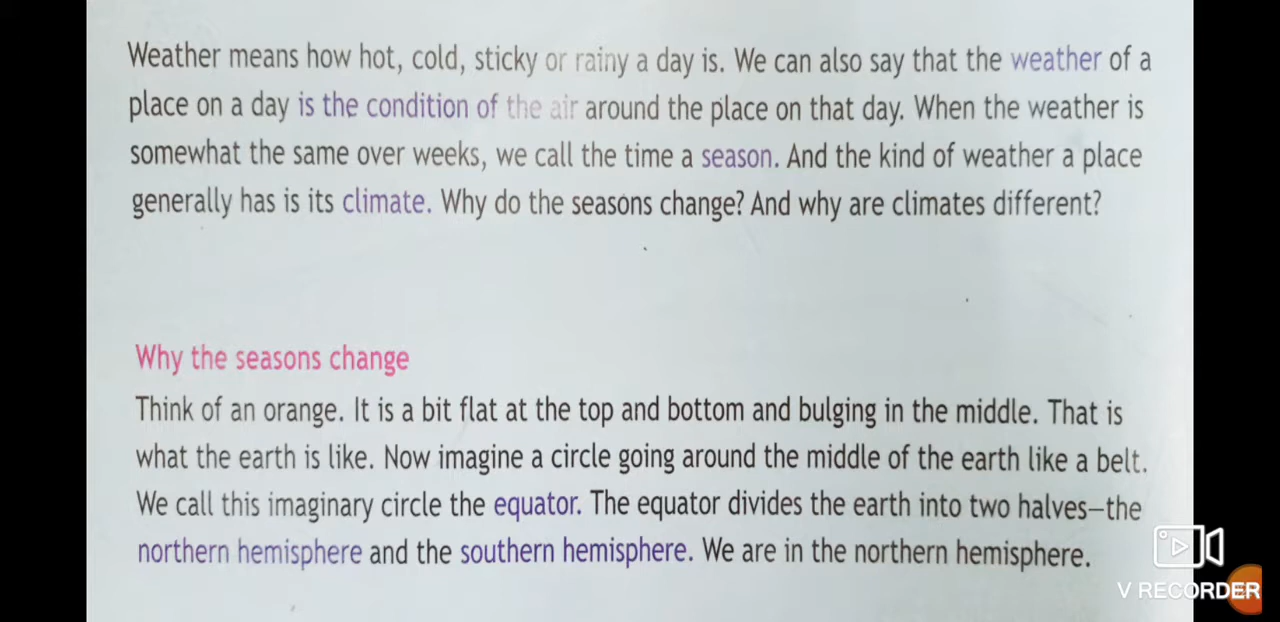 Weather means how hot, cold, sticky or rainy a day is. We can also say that the weather of a
place on a day is the condition of the air around the place on that day. When the weather is
somewhat the same over weeks, we call the time a season. And the kind of weather a place
generally has is its climate. Why do the seasons change? And why are climates different?
Why the seasons change
Think of an orange. It is a bit flat at the top and bottom and bulging in the middle. That is
what the earth is like. Now imagine a circle going around the middle of the earth like a belt.
We call this imaginary circle the equator. The equator divides the earth into two halves—the
northern hemisphere and the southern hemisphere. We are in the northern hemisphere.
V RECORDER